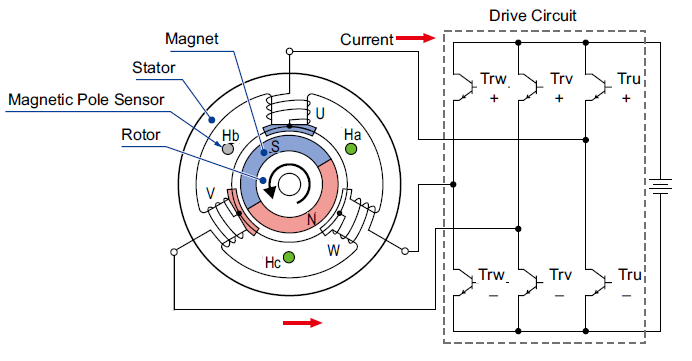 Drive Circuit
Magnet
Current
Stator
Magnetic Pole Sensor
Rotor
U
Hb
Ha
S
V
N
W
Hc
Trw Trv Tru
+ + +
Trw Trv Tru
− − −